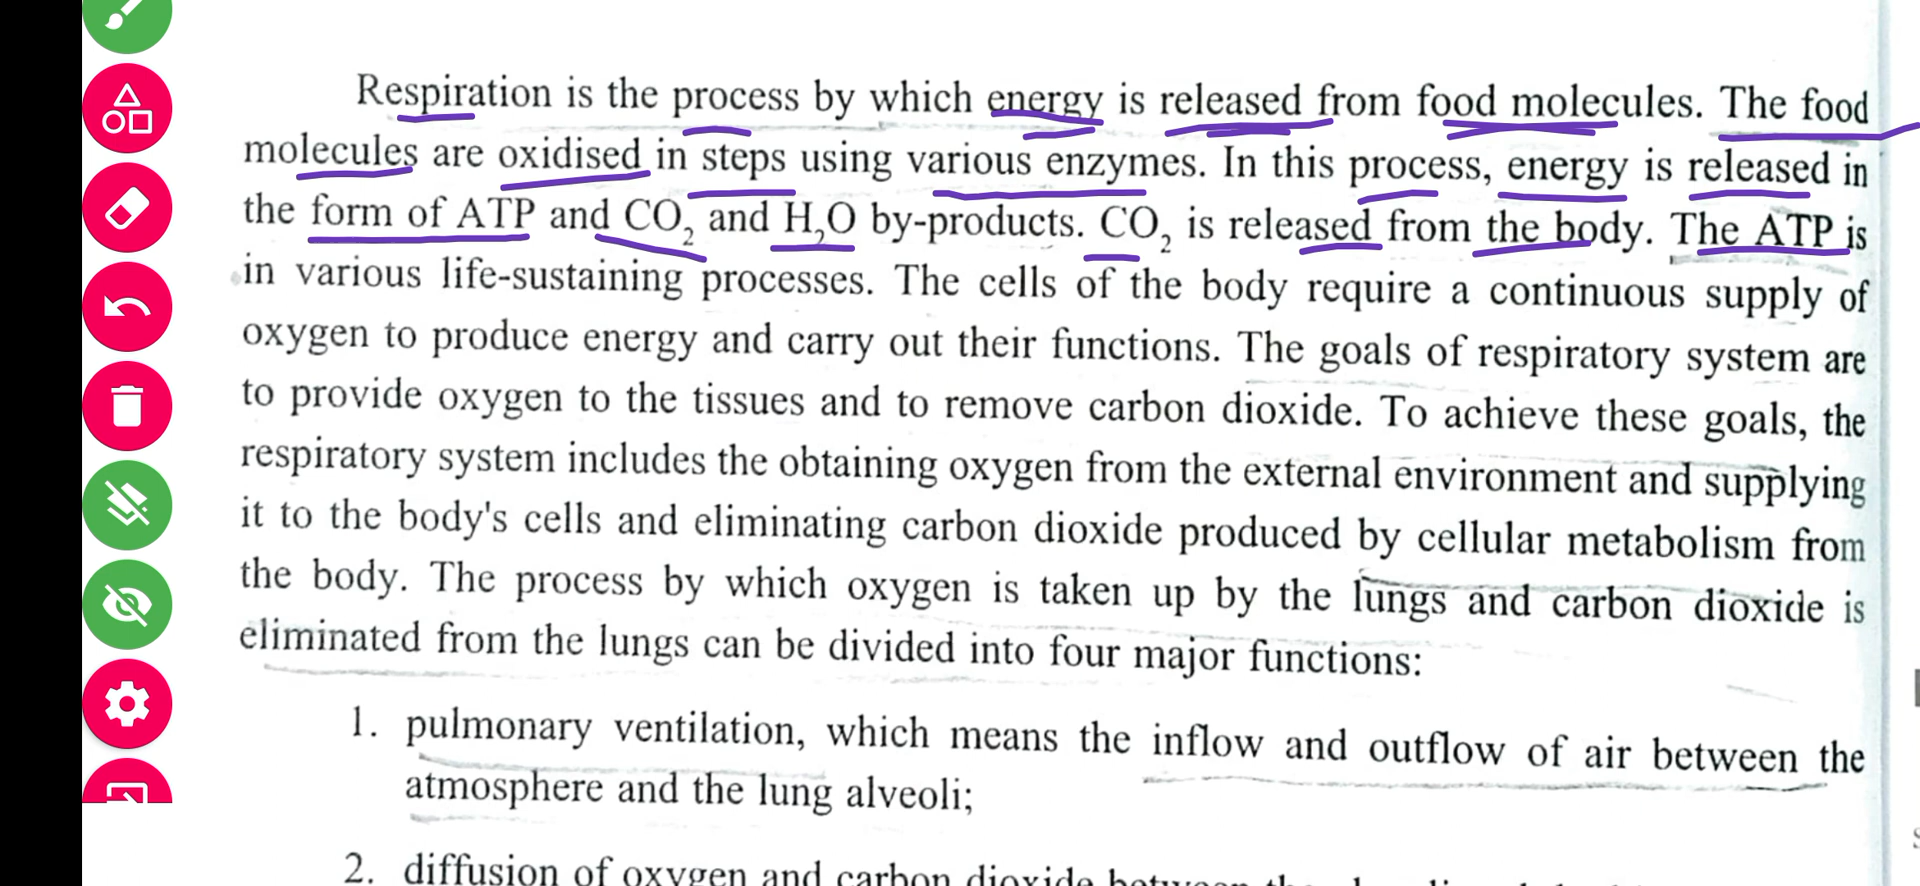 Respiration is the process by which energy is released from food molecules. The food
molecules are oxidised in steps using various enzymes. In this process, energy is released in
the form of ATP and CO₂ and H₂O by-products. CO₂ is released from the body. The ATP is
in various life-sustaining processes. The cells of the body require a continuous supply of
oxygen to produce energy and carry out their functions. The goals of respiratory system are
to provide oxygen to the tissues and to remove carbon dioxide. To achieve these goals, the
respiratory system includes the obtaining oxygen from the external environment and supplying
it to the body's cells and eliminating carbon dioxide produced by cellular metabolism from
the body. The process by which oxygen is taken up by the lungs and carbon dioxide is
eliminated from the lungs can be divided into four major functions:
1. pulmonary ventilation, which means the inflow and outflow of air between the
atmosphere and the lung alveoli;
2. diffusion of oxygen and carbon dioxide between the